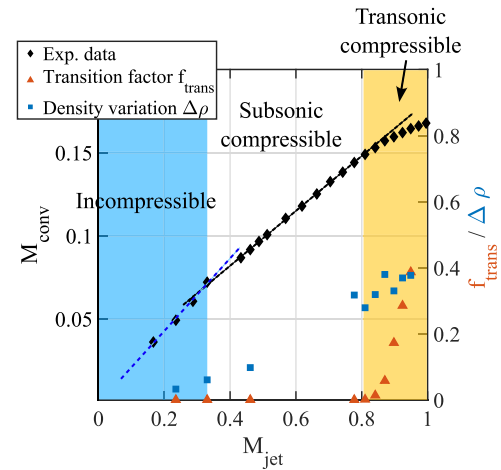 Transonic
compressible
Exp. data
Transition factor f_trans
Density variation Δρ
Subsonic
compressible
Incompressible
M_conv
0.15
0.1
0.05
0
0.2
0.4
0.6
0.8
1
M_jet
1
0.8
0.6
0.4
0.2
0
f_trans / Δρ